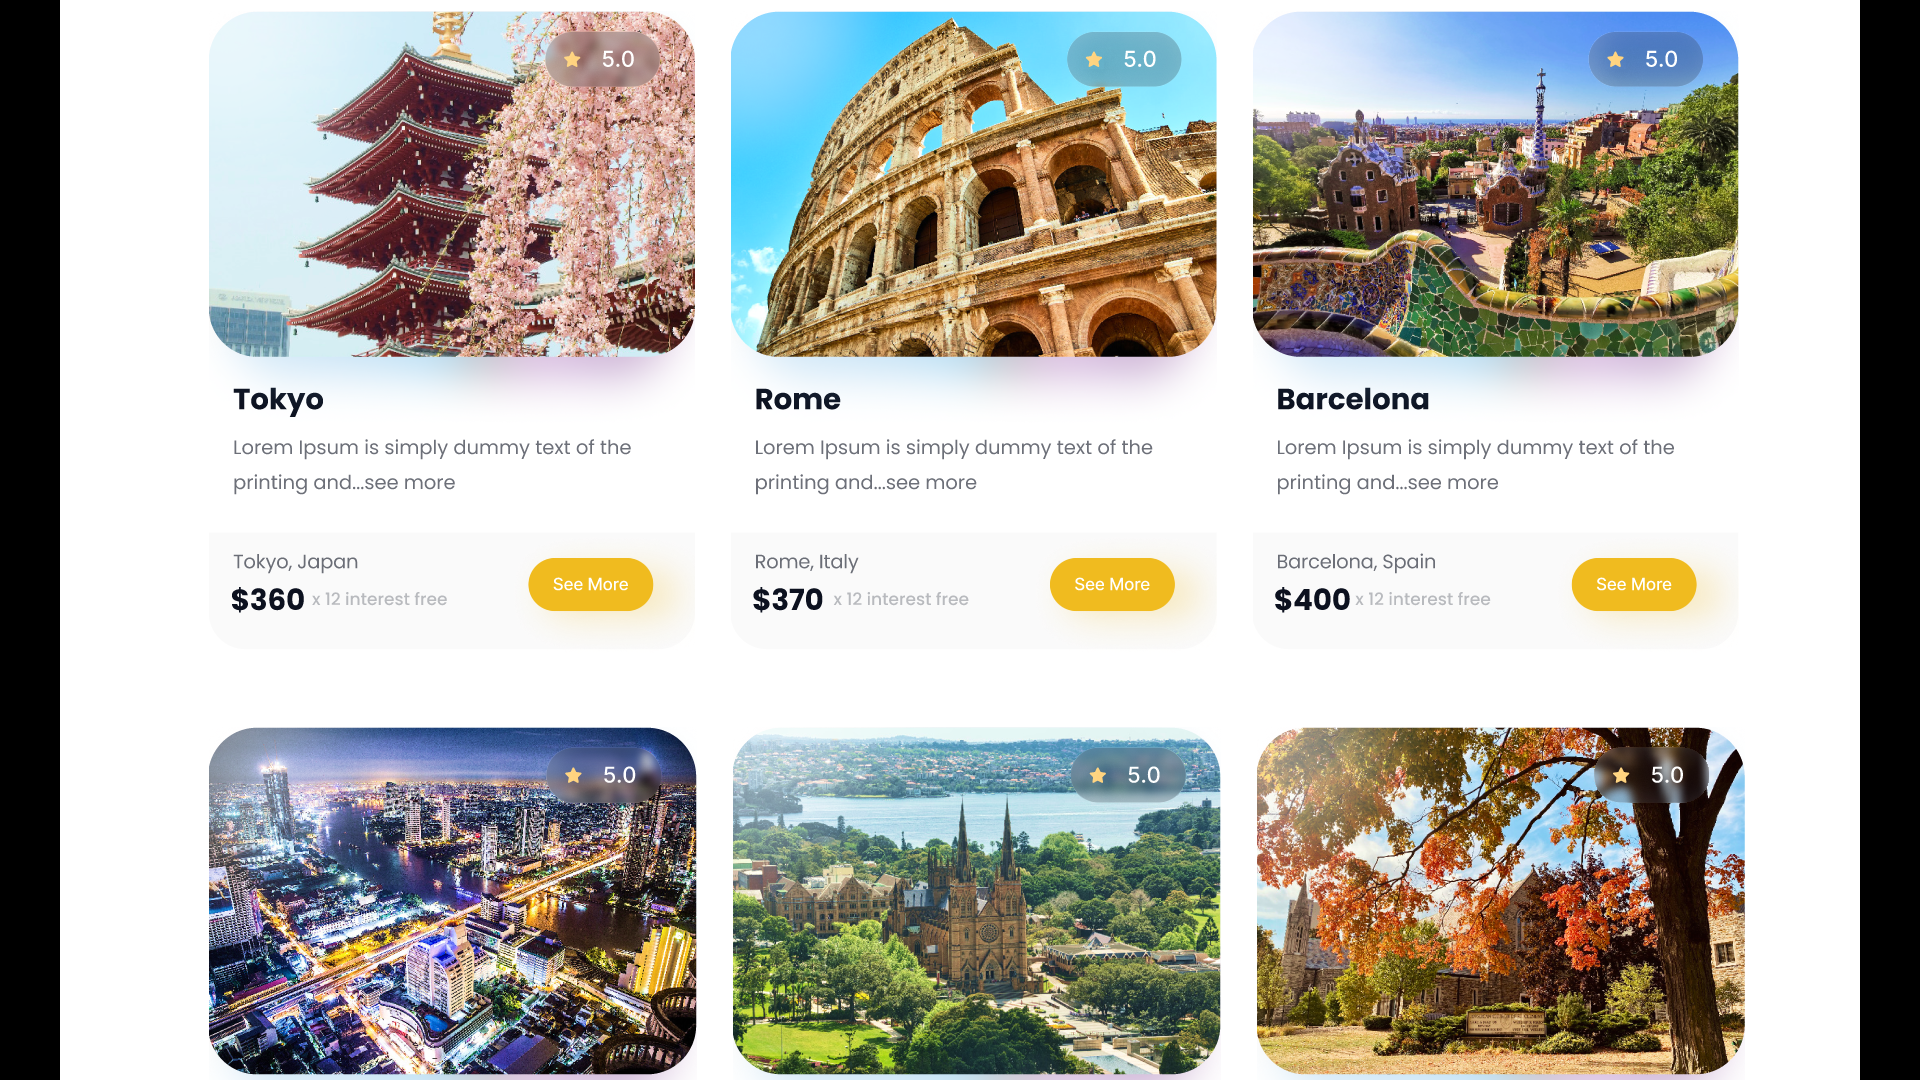 5.0
5.0
5.0
Tokyo
Lorem Ipsum is simply dummy text of the
printing and...see more
Tokyo, Japan
$360 x 12 interest free
See More
Rome
Lorem Ipsum is simply dummy text of the
printing and...see more
Rome, Italy
$370 x 12 interest free
See More
Barcelona
Lorem Ipsum is simply dummy text of the
printing and...see more
Barcelona, Spain
$400 x 12 interest free
See More
5.0
5.0
5.0